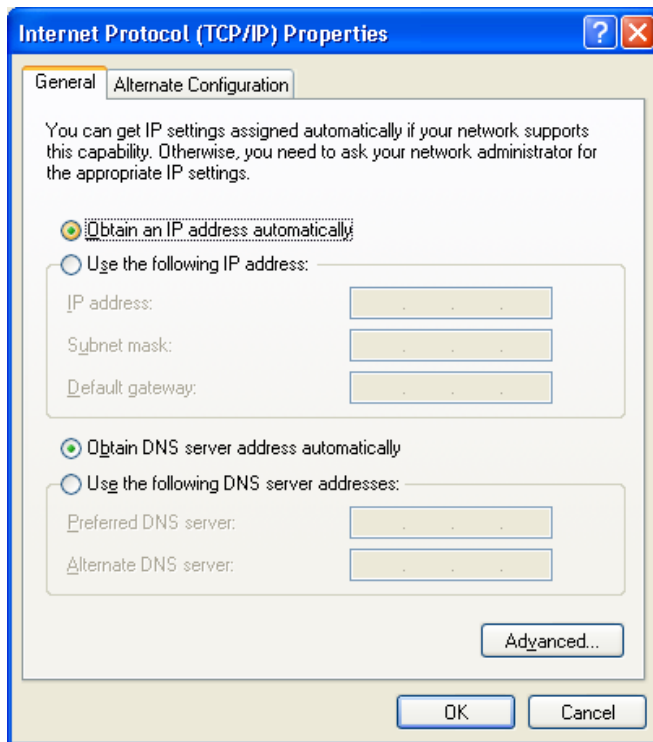 Internet Protocol (TCP/IP) Properties
General
Alternate Configuration
You can get IP settings assigned automatically if your network supports
this capability. Otherwise, you need to ask your network administrator for
the appropriate IP settings.
Obtain an IP address automatically
Use the following IP address:
IP address:
Subnet mask:
Default gateway:
Obtain DNS server address automatically
Use the following DNS server addresses:
Preferred DNS server:
Alternate DNS server:
Advanced...
OK
Cancel